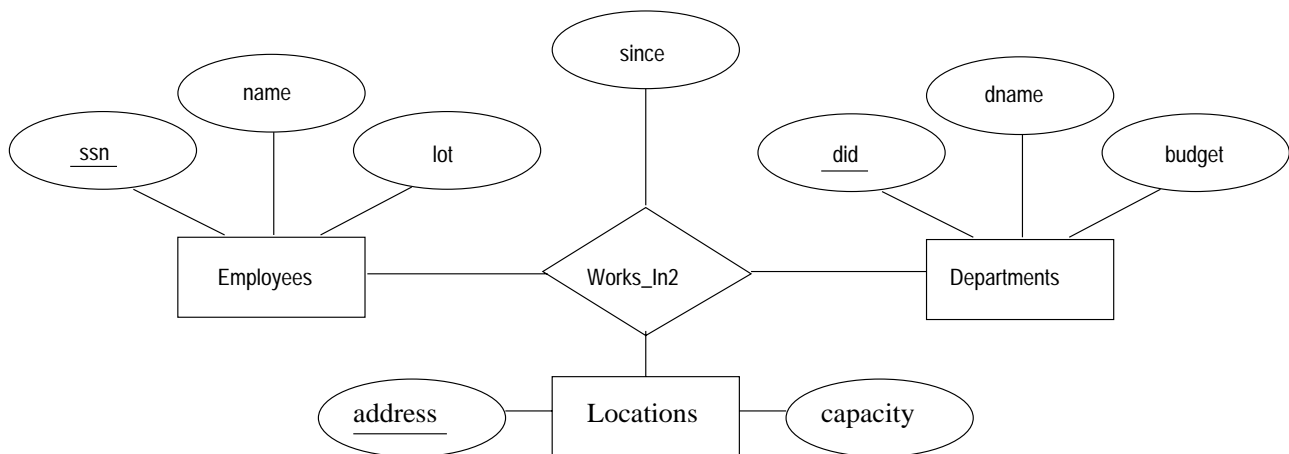 since
name
dname
ssn
lot
did
budget
Employees
Works_In2
Departments
address
Locations
capacity